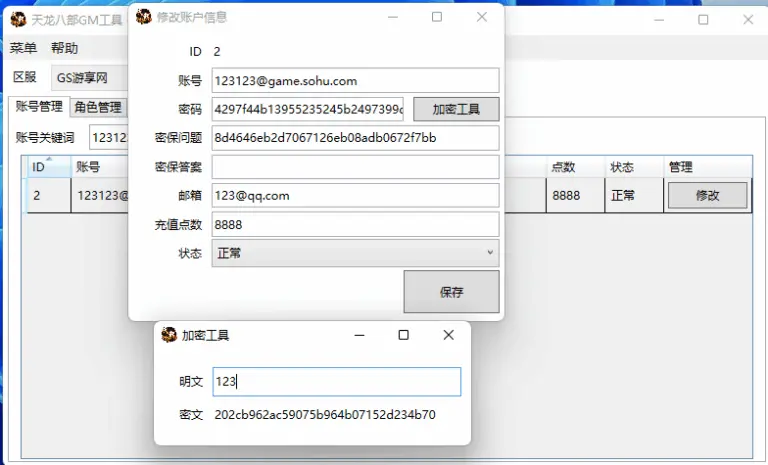 天龙八部GM工具
修改账户信息
菜单 帮助
区服 GS游享网
账号管理 角色管理
账号关键词
ID 账号 点数 状态 管理
2 8888 正常 修改
ID 2
账号 123123@game.sohu.com
密码 4297f44b13955235245b2497399 加密工具
密保问题 8d4646eb2d7067126eb08adb0672f7bb
密保答案
邮箱 123@qq.com
充值点数 8888
状态 正常
保存
加密工具
明文 123
密文 202cb962ac59075b964b07152d234b70